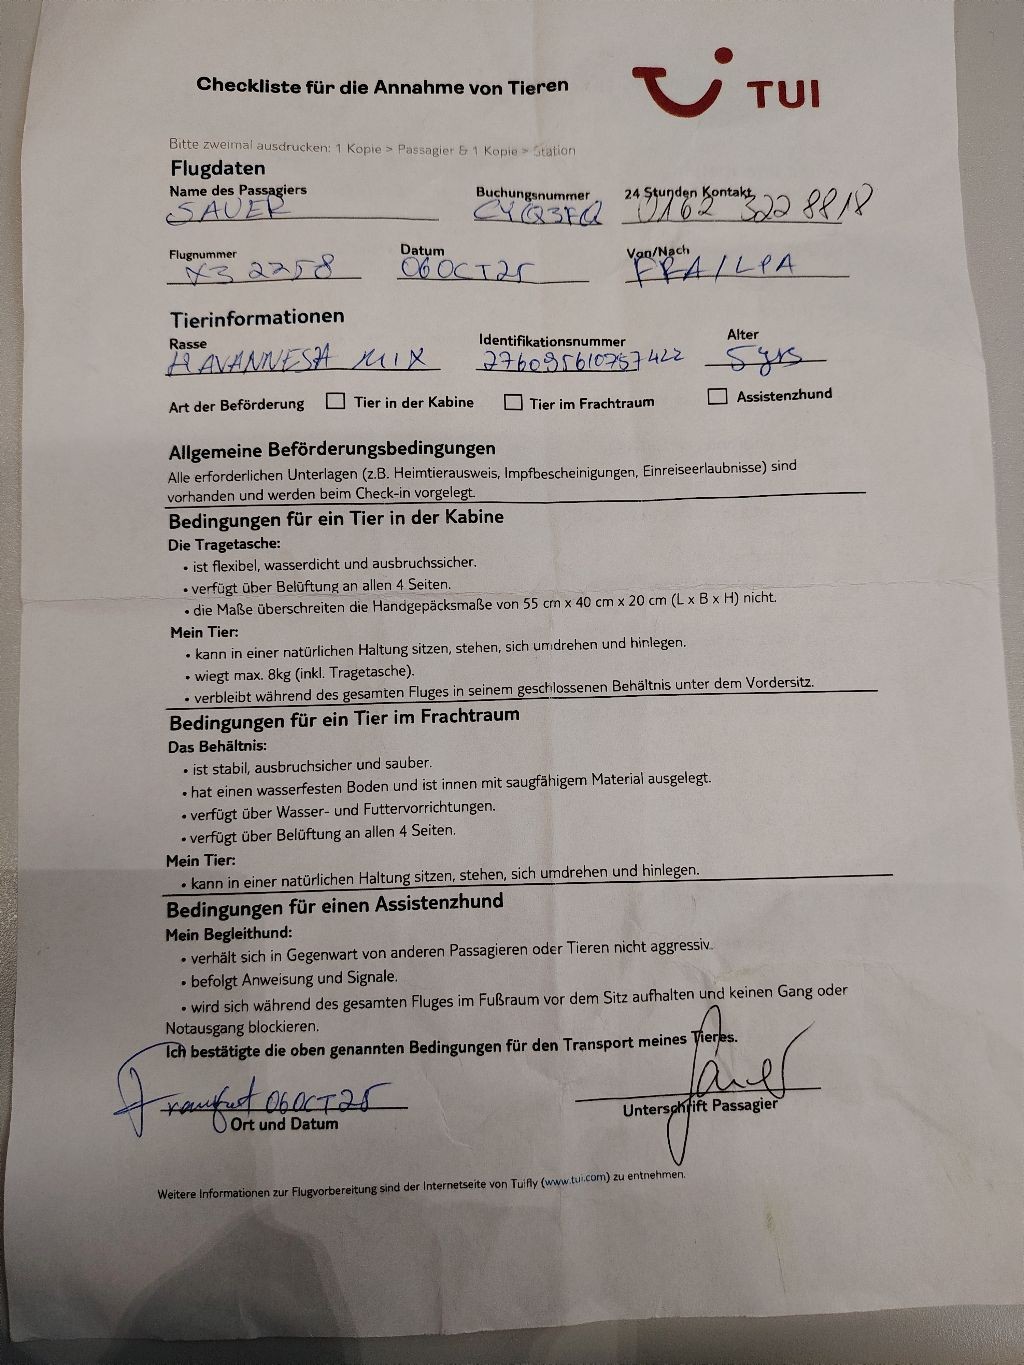 Checkliste für die Annahme von Tieren
TUI
Bitte zweimal ausdrucken: 1 Kopie > Passagier & 1 Kopie > Station
Flugdaten
Name des Passagiers Buchungsnummer 24 Stunden Kontakt
SAUER CYQ3FQ 0162 322 8818
Flugnummer Datum Von/Nach
X3 2258 06OCT25 FRA/LPA
Tierinformationen
Rasse Identifikationsnummer Alter
HAVANNESA MIX 276095610757422 5yrs
Art der Beförderung Tier in der Kabine Tier im Frachtraum Assistenzhund
Allgemeine Beförderungsbedingungen
Alle erforderlichen Unterlagen (z.B. Heimtierausweis, Impfbescheinigungen, Einreiseerlaubnisse) sind
vorhanden und werden beim Check-in vorgelegt.
Bedingungen für ein Tier in der Kabine
Die Tragetasche:
• ist flexibel, wasserdicht und ausbruchssicher.
• verfügt über Belüftung an allen 4 Seiten.
• die Maße überschreiten die Handgepäcksmaße von 55 cm x 40 cm x 20 cm (L x B x H) nicht.
Mein Tier:
• kann in einer natürlichen Haltung sitzen, stehen, sich umdrehen und hinlegen.
• wiegt max. 8kg (inkl. Tragetasche).
• verbleibt während des gesamten Fluges in seinem geschlossenen Behältnis unter dem Vordersitz.
Bedingungen für ein Tier im Frachtraum
Das Behältnis:
• ist stabil, ausbruchsicher und sauber.
• hat einen wasserfesten Boden und ist innen mit saugfähigem Material ausgelegt.
• verfügt über Wasser- und Futtervorrichtungen.
• verfügt über Belüftung an allen 4 Seiten.
Mein Tier:
• kann in einer natürlichen Haltung sitzen, stehen, sich umdrehen und hinlegen.
Bedingungen für einen Assistenzhund
Mein Begleithund:
• verhält sich in Gegenwart von anderen Passagieren oder Tieren nicht aggressiv.
• befolgt Anweisung und Signale.
• wird sich während des gesamten Fluges im Fußraum vor dem Sitz aufhalten und keinen Gang oder
Notausgang blockieren.
Ich bestätigte die oben genannten Bedingungen für den Transport meines Tieres.
Frankfurt 06OCT25 Sauer
Ort und Datum Unterschrift Passagier
Weitere Informationen zur Flugvorbereitung sind der Internetseite von Tuifly (www.tui.com) zu entnehmen.